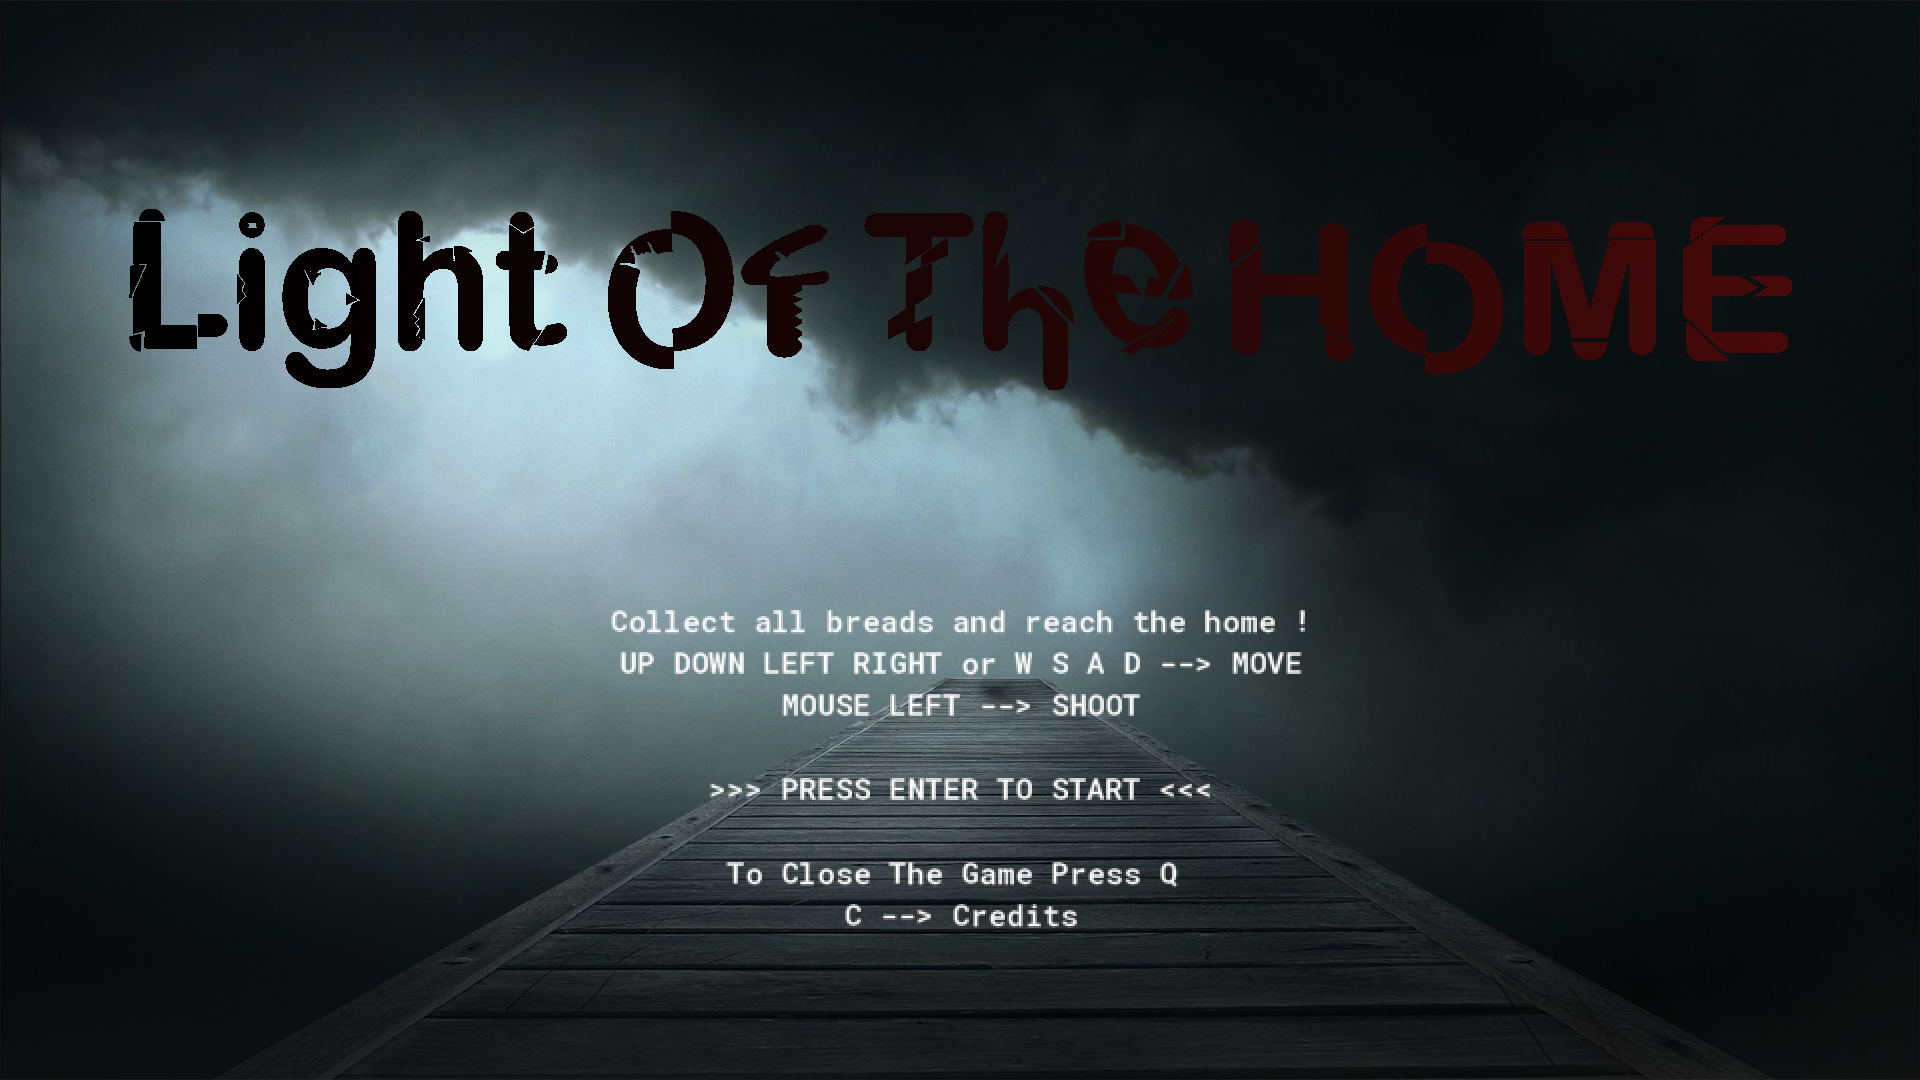 Light Of The HOME
Collect all breads and reach the home !
UP DOWN LEFT RIGHT or W S A D --> MOVE
MOUSE LEFT --> SHOOT
>>> PRESS ENTER TO START <<<
To Close The Game Press Q
C --> Credits